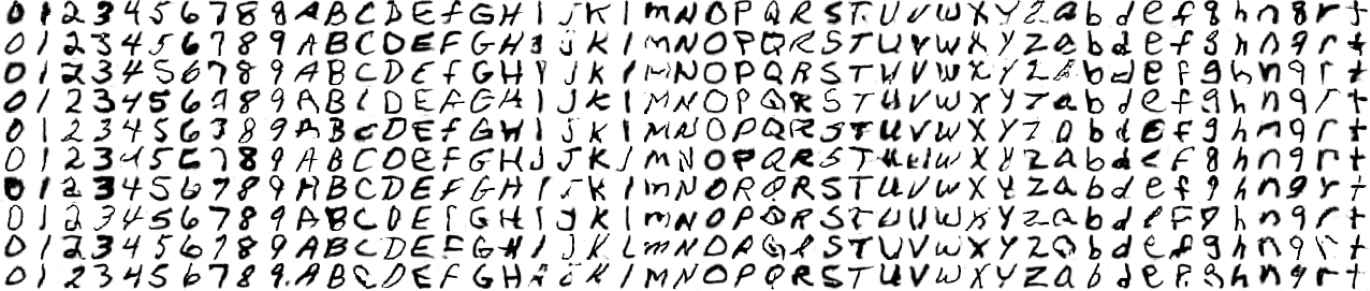 0 1 2 3 4 5 6 7 8 9 A B C D E f G H I J K l M N O P Q R S T U V W X Y Z a b d e f g h n g r t
0 1 2 3 4 5 6 7 8 9 A B C D E F G H I J K l M N O P Q R S T U V W X Y Z a b d e f g h n q r t
0 1 2 3 4 5 6 7 8 9 A B C D E f G H I J K l M N O P Q R S T U V W X Y Z a b d e f g h n q r t
0 1 2 3 4 5 6 7 8 9 A B C D E F G H I J K l M N O P Q R S T U V W X Y Z a b d e f g h n q r t
0 1 2 3 4 5 6 7 8 9 A B C D E f G H I J K l M N O P Q R S T U V W X Y Z a b d E f g h n q r t
0 1 2 3 4 5 6 7 8 9 A B C D E F G H J J K l M N O P Q R S T U V W X Y Z a b d e F g h n q r t
0 1 2 3 4 5 6 7 8 9 A B C D E F G H I J K l M N O P Q R S T U V W X Y Z a b d e f g h n q r t
0 1 2 3 4 5 6 7 8 9 A B C D E F G H I J K l M N O P Q R S T U V W X Y Z a b d e F g h n q r t
0 1 2 3 4 5 6 7 8 9 A B C D E F G H I J K L M N O P Q R S T U V W X Y Z a b d e f g h n q r t
0 1 2 3 4 5 6 7 8 9 A B C D E F G H I J K l M N O P Q R S T U V W X Y Z a b d e f g h n q r t